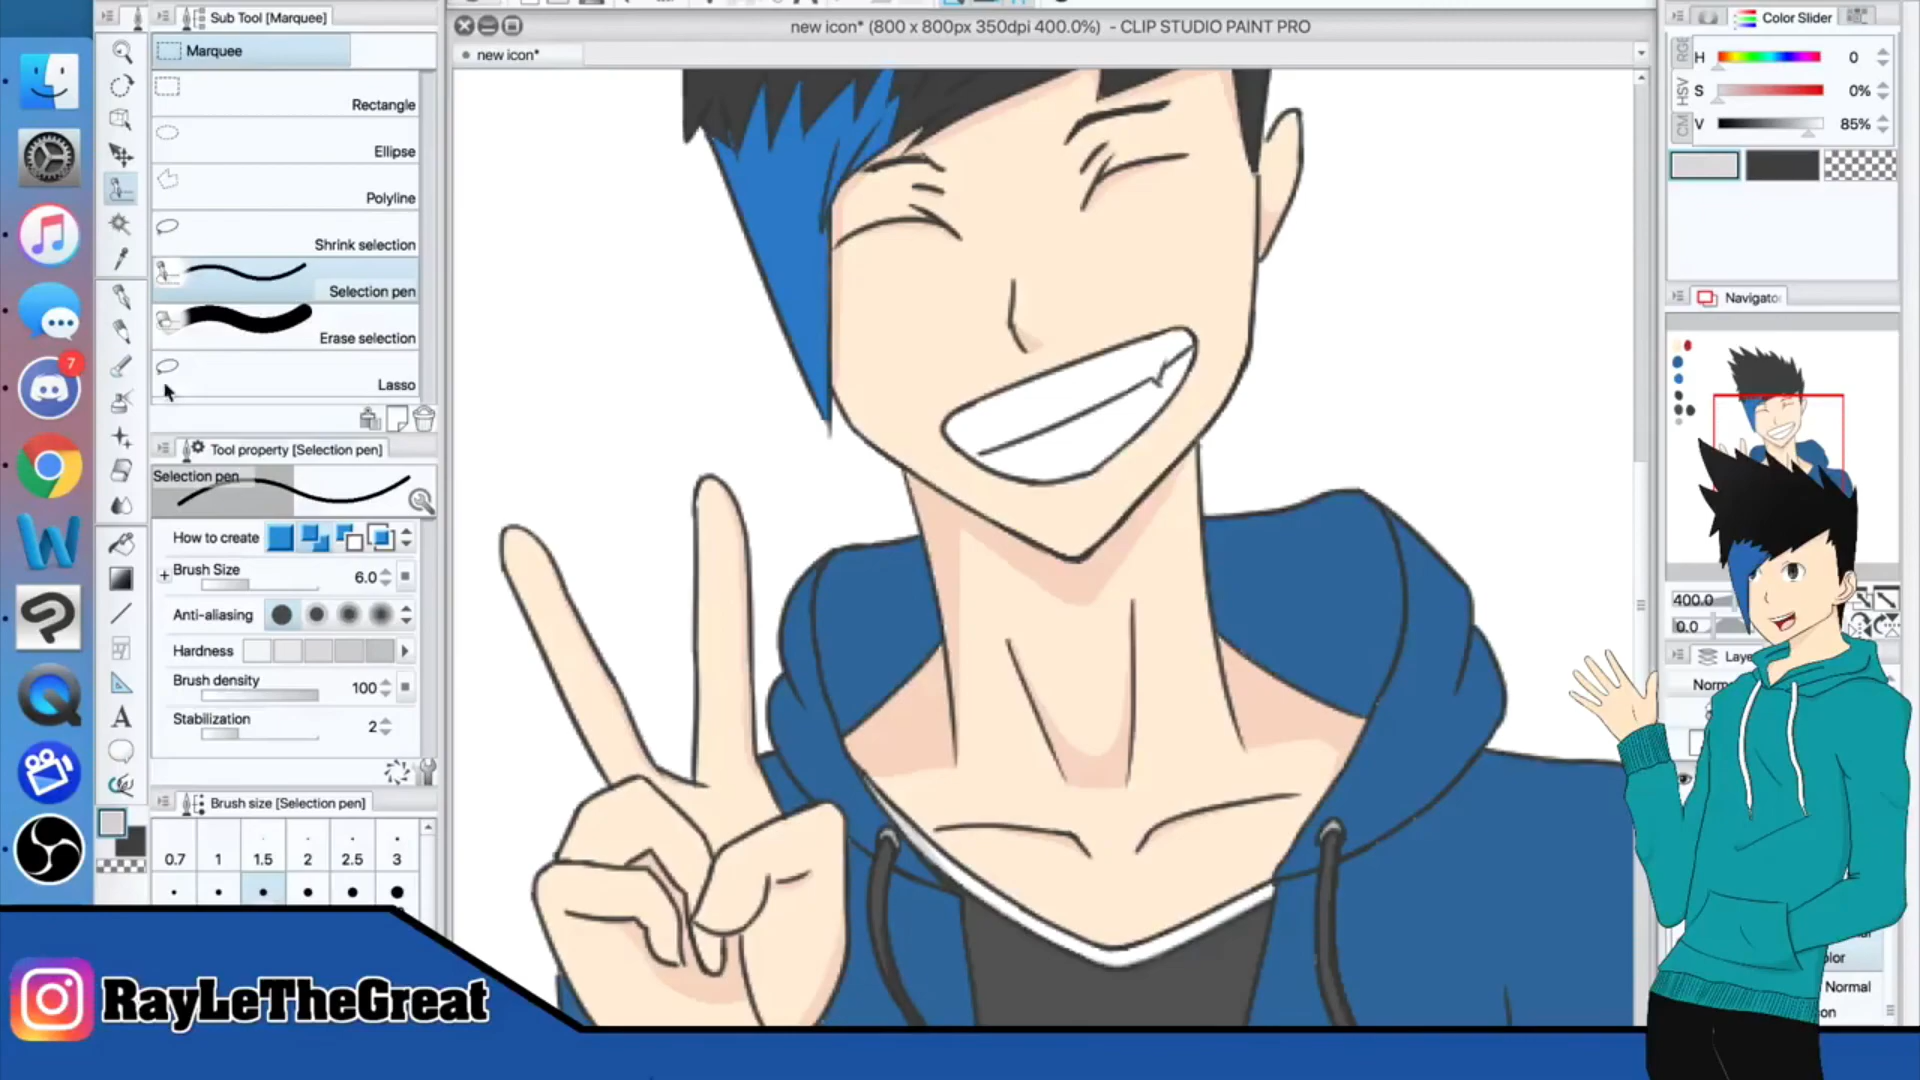 Sub Tool [Marquee]
Marquee
Rectangle
Ellipse
Polyline
Shrink selection
Selection pen
Erase selection
Lasso
Tool property [Selection pen]
Selection pen
How to create
Brush Size
6.0
Anti-aliasing
Hardness
Brush density
100
Stabilization
2
Brush size [Selection pen]
0.7 1 1.5 2 2.5 3
7
W
A
new icon* (800 x 800px 350dpi 400.0%) - CLIP STUDIO PAINT PRO
new icon*
Color Slider
RGB
HSV
CM
H 0
S 0%
V 85%
Navigator
400.0
0.0
Normal
RayLeTheGreat